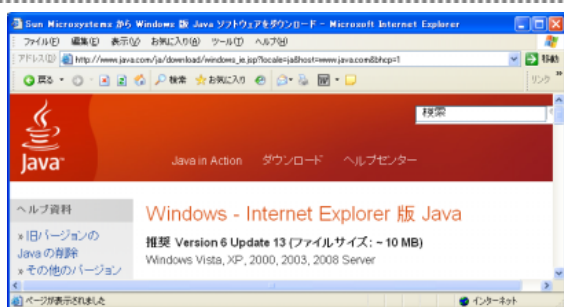 Sun Microsystems から Windows 版 Java ソフトウェアをダウンロード - Microsoft Internet Explorer
ファイル(F) 編集(E) 表示(V) お気に入り(A) ツール(T) ヘルプ(H)
アドレス(D) http://www.java.com/ja/download/windows_ie.jsp?locale=ja&host=www.java.com&bhcp=1 移動
戻る 検索 お気に入り リンク
検索
Java
Java in Action ダウンロード ヘルプセンター
ヘルプ資料
» 旧バージョンの
Java の削除
» その他のバージョン
Windows - Internet Explorer 版 Java
推奨 Version 6 Update 13 (ファイルサイズ: ~ 10 MB)
Windows Vista, XP, 2000, 2003, 2008 Server
ページが表示されました インターネット